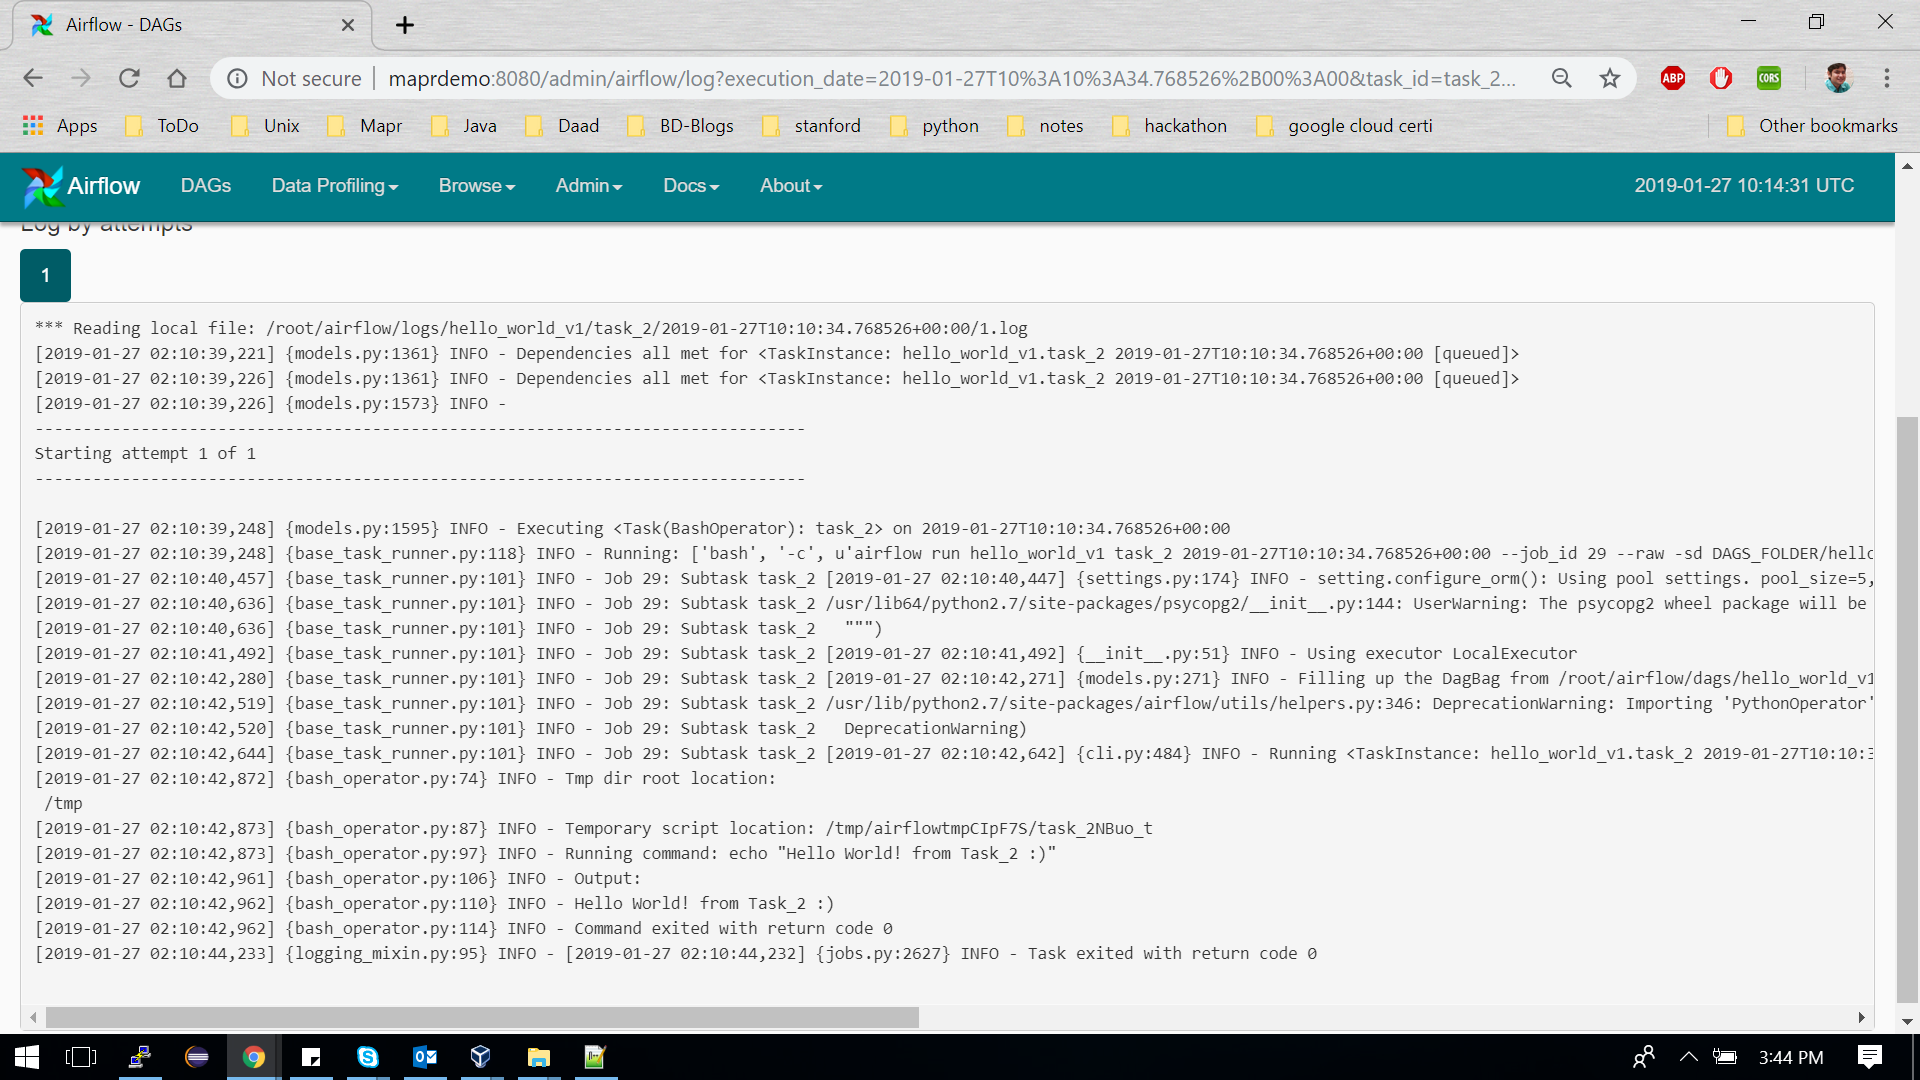 Airflow - DAGs
Not secure | maprdemo:8080/admin/airflow/log?execution_date=2019-01-27T10%3A10%3A34.768526%2B00%3A00&task_id=task_2...
ABP
CORS
Apps ToDo Unix Mapr Java Daad BD-Blogs stanford python notes hackathon google cloud certi Other bookmarks
Airflow DAGs Data Profiling Browse Admin Docs About 2019-01-27 10:14:31 UTC
Log by attempts
1
*** Reading local file: /root/airflow/logs/hello_world_v1/task_2/2019-01-27T10:10:34.768526+00:00/1.log
[2019-01-27 02:10:39,221] {models.py:1361} INFO - Dependencies all met for <TaskInstance: hello_world_v1.task_2 2019-01-27T10:10:34.768526+00:00 [queued]>
[2019-01-27 02:10:39,226] {models.py:1361} INFO - Dependencies all met for <TaskInstance: hello_world_v1.task_2 2019-01-27T10:10:34.768526+00:00 [queued]>
[2019-01-27 02:10:39,226] {models.py:1573} INFO -
--------------------------------------------------------------------------------
Starting attempt 1 of 1
--------------------------------------------------------------------------------
[2019-01-27 02:10:39,248] {models.py:1595} INFO - Executing <Task(BashOperator): task_2> on 2019-01-27T10:10:34.768526+00:00
[2019-01-27 02:10:39,248] {base_task_runner.py:118} INFO - Running: ['bash', '-c', u'airflow run hello_world_v1 task_2 2019-01-27T10:10:34.768526+00:00 --job_id 29 --raw -sd DAGS_FOLDER/hello
[2019-01-27 02:10:40,457] {base_task_runner.py:101} INFO - Job 29: Subtask task_2 [2019-01-27 02:10:40,447] {settings.py:174} INFO - setting.configure_orm(): Using pool settings. pool_size=5,
[2019-01-27 02:10:40,636] {base_task_runner.py:101} INFO - Job 29: Subtask task_2 /usr/lib64/python2.7/site-packages/psycopg2/__init__.py:144: UserWarning: The psycopg2 wheel package will be
[2019-01-27 02:10:40,636] {base_task_runner.py:101} INFO - Job 29: Subtask task_2   """)
[2019-01-27 02:10:41,492] {base_task_runner.py:101} INFO - Job 29: Subtask task_2 [2019-01-27 02:10:41,492] {__init__.py:51} INFO - Using executor LocalExecutor
[2019-01-27 02:10:42,280] {base_task_runner.py:101} INFO - Job 29: Subtask task_2 [2019-01-27 02:10:42,271] {models.py:271} INFO - Filling up the DagBag from /root/airflow/dags/hello_world_v1
[2019-01-27 02:10:42,519] {base_task_runner.py:101} INFO - Job 29: Subtask task_2 /usr/lib/python2.7/site-packages/airflow/utils/helpers.py:346: DeprecationWarning: Importing 'PythonOperator'
[2019-01-27 02:10:42,520] {base_task_runner.py:101} INFO - Job 29: Subtask task_2   DeprecationWarning)
[2019-01-27 02:10:42,644] {base_task_runner.py:101} INFO - Job 29: Subtask task_2 [2019-01-27 02:10:42,642] {cli.py:484} INFO - Running <TaskInstance: hello_world_v1.task_2 2019-01-27T10:10:3
[2019-01-27 02:10:42,872] {bash_operator.py:74} INFO - Tmp dir root location:
/tmp
[2019-01-27 02:10:42,873] {bash_operator.py:87} INFO - Temporary script location: /tmp/airflowtmpCIpF7S/task_2NBuo_t
[2019-01-27 02:10:42,873] {bash_operator.py:97} INFO - Running command: echo "Hello World! from Task_2 :)"
[2019-01-27 02:10:42,961] {bash_operator.py:106} INFO - Output:
[2019-01-27 02:10:42,962] {bash_operator.py:110} INFO - Hello World! from Task_2 :)
[2019-01-27 02:10:42,962] {bash_operator.py:114} INFO - Command exited with return code 0
[2019-01-27 02:10:44,233] {logging_mixin.py:95} INFO - [2019-01-27 02:10:44,232] {jobs.py:2627} INFO - Task exited with return code 0
3:44 PM